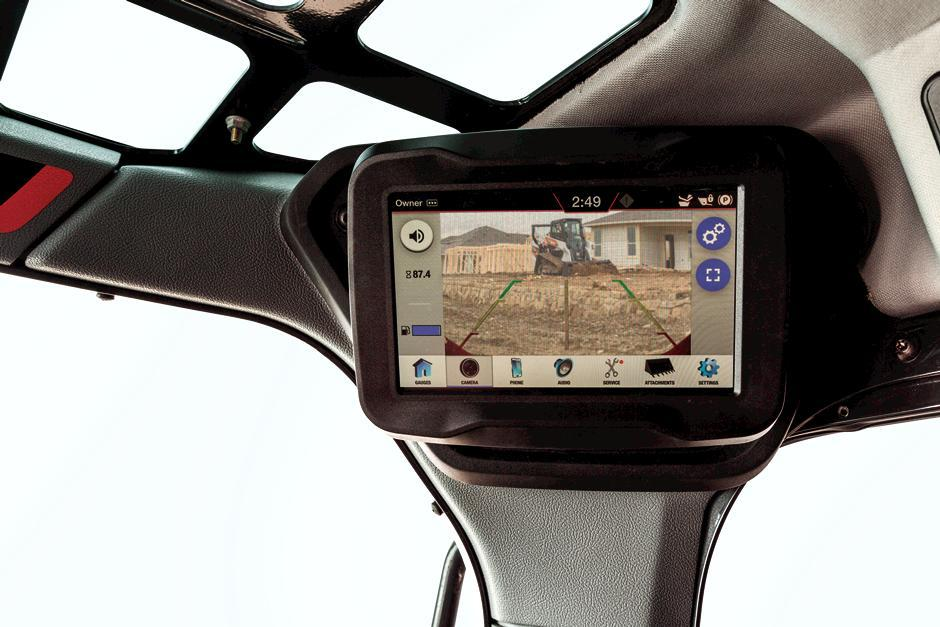 Owner
2:49
P
87.4
GAUGES
CAMERA
PHONE
AUDIO
SERVICE
ATTACHMENTS
SETTINGS